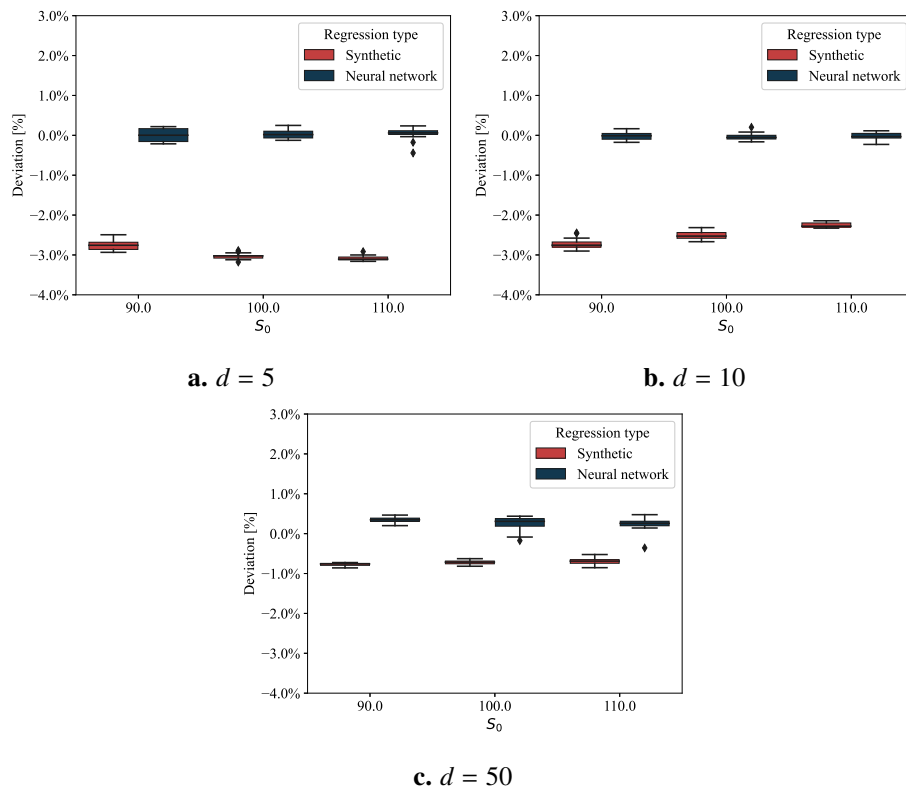 3.0%
Regression type
2.0%
Synthetic
Neural network
1.0%
0.0%
−1.0%
−2.0%
−3.0%
−4.0%
Deviation [%]
90.0 100.0 110.0
S₀
a. d = 5
3.0%
Regression type
2.0%
Synthetic
Neural network
1.0%
0.0%
−1.0%
−2.0%
−3.0%
−4.0%
Deviation [%]
90.0 100.0 110.0
S₀
b. d = 10
3.0%
Regression type
2.0%
Synthetic
Neural network
1.0%
0.0%
−1.0%
−2.0%
−3.0%
−4.0%
Deviation [%]
90.0 100.0 110.0
S₀
c. d = 50